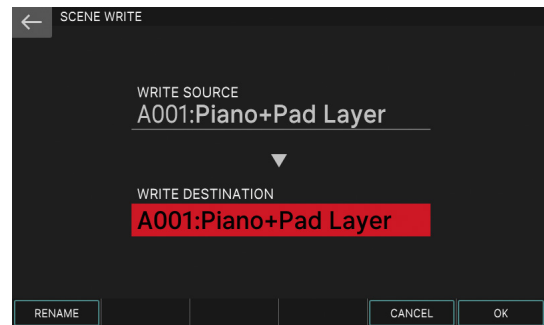 SCENE WRITE
WRITE SOURCE
A001:Piano+Pad Layer
WRITE DESTINATION
A001:Piano+Pad Layer
RENAME CANCEL OK